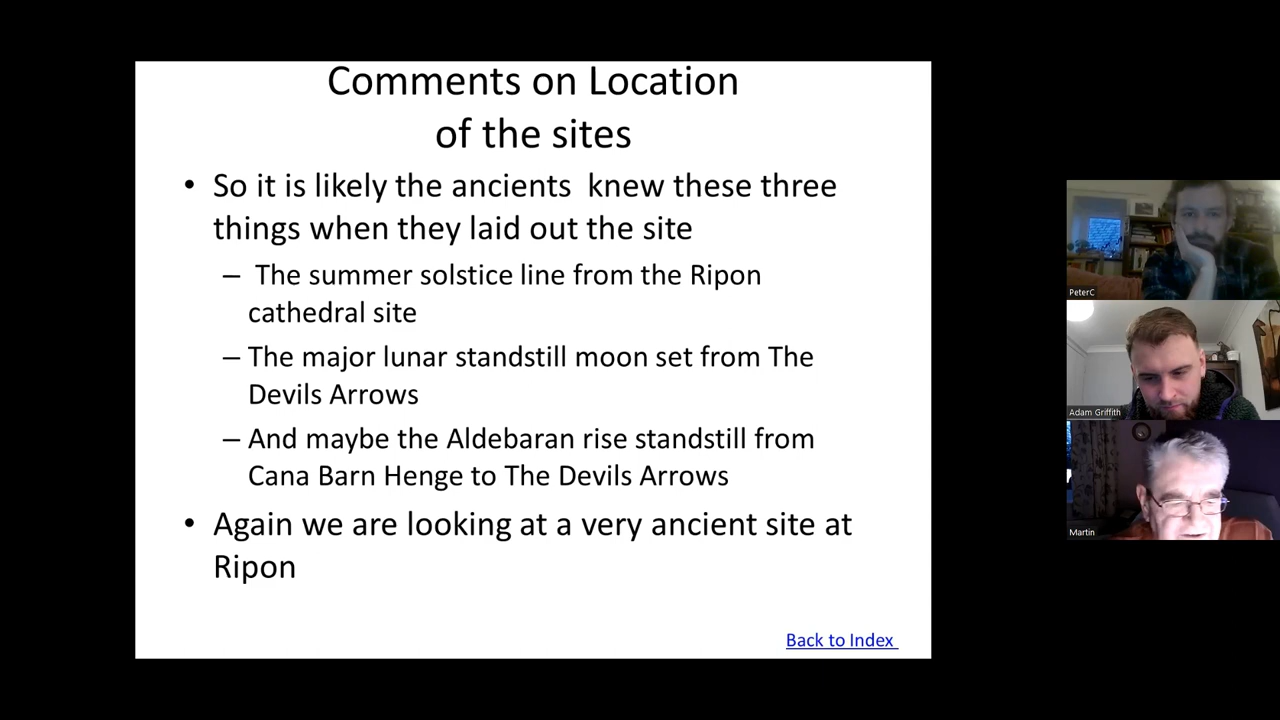 Comments on Location
of the sites
• So it is likely the ancients  knew these three
things when they laid out the site
– The summer solstice line from the Ripon
cathedral site
– The major lunar standstill moon set from The
Devils Arrows
– And maybe the Aldebaran rise standstill from
Cana Barn Henge to The Devils Arrows
• Again we are looking at a very ancient site at
Ripon
Back to Index
PeterC
Adam Griffith
Martin